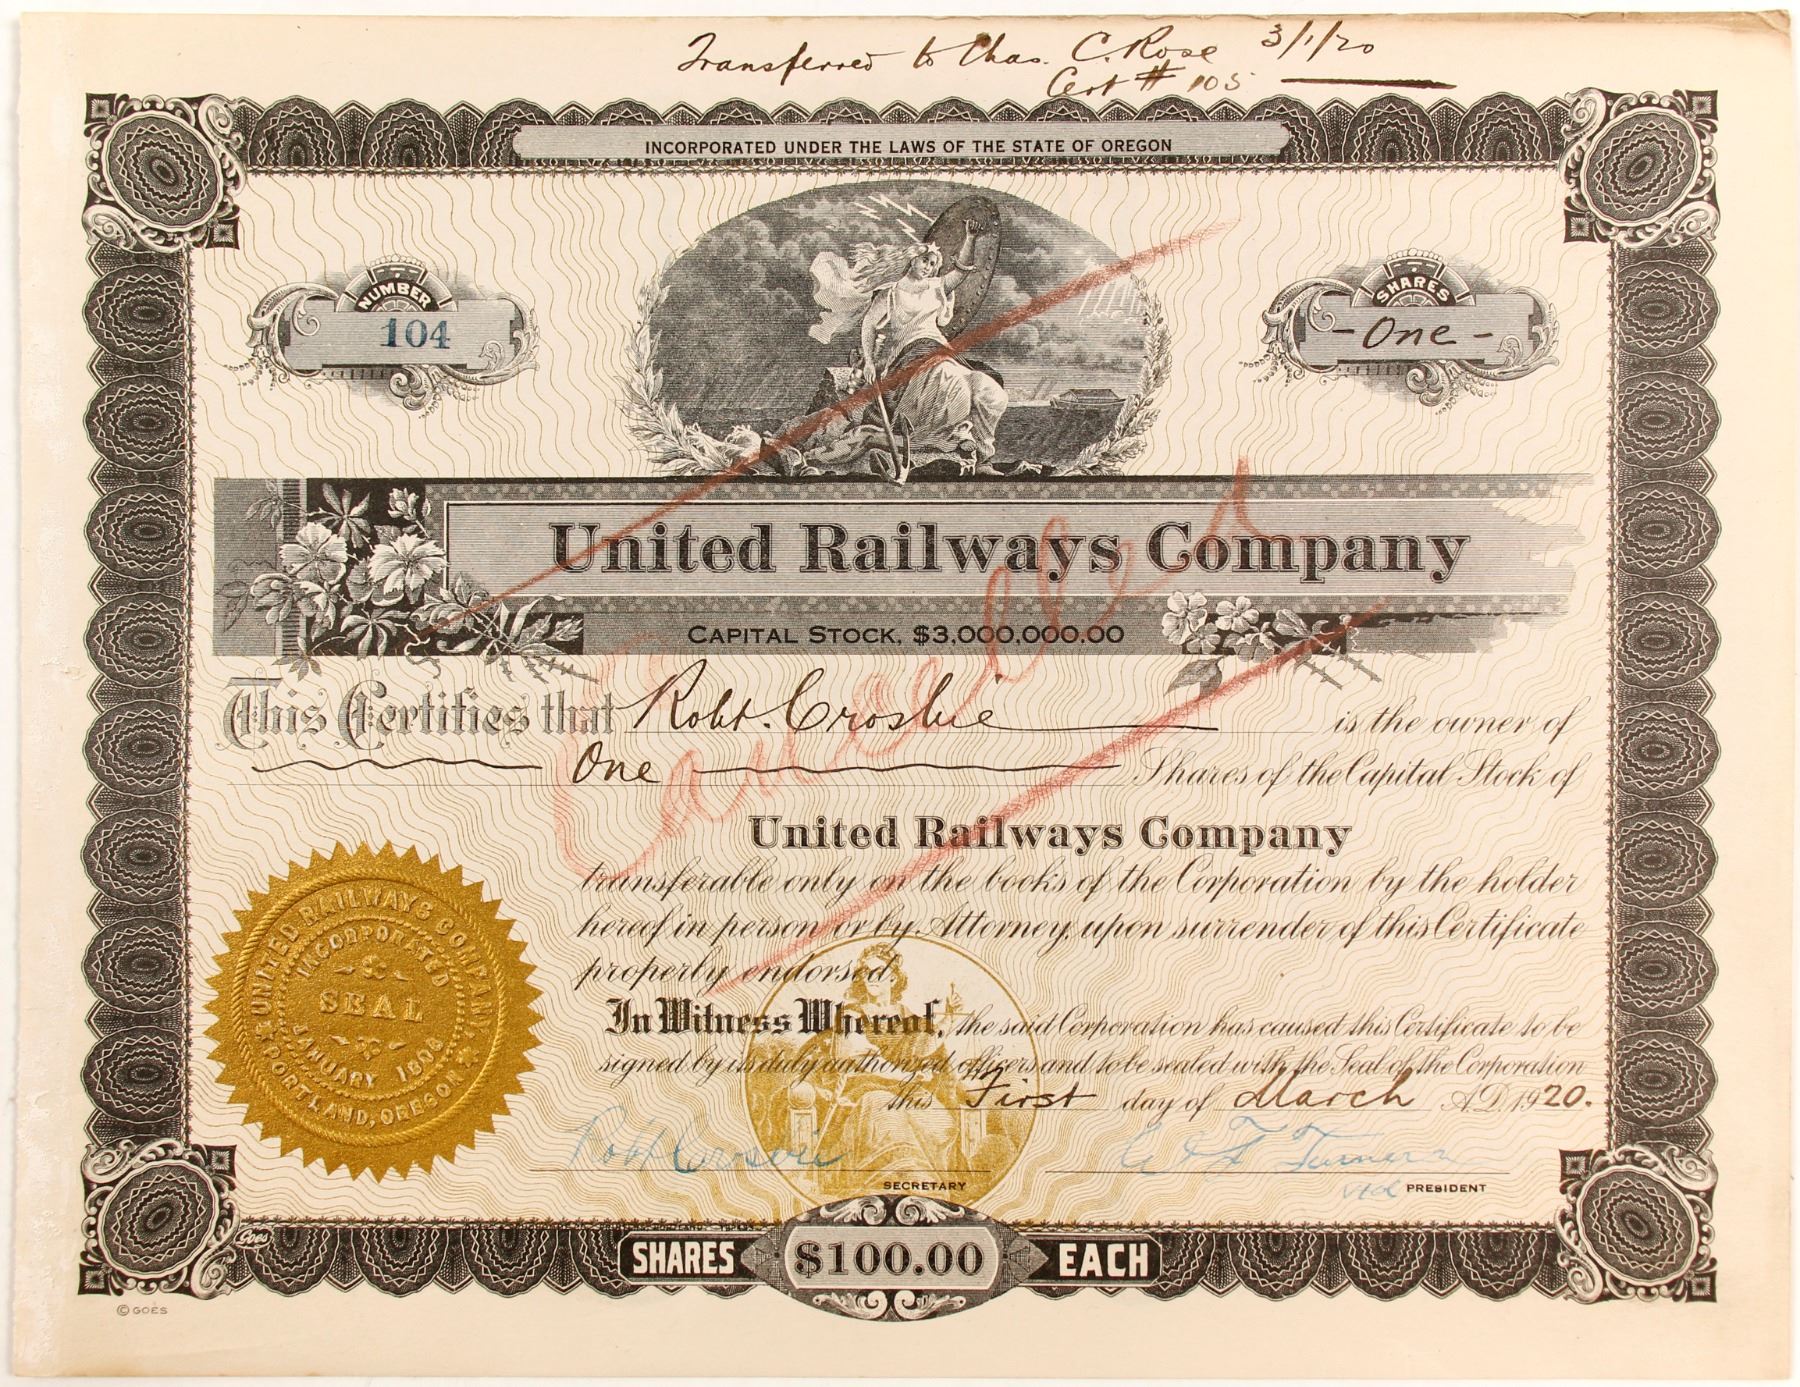 Transferred to Chas. C. Rose 3/1/20
Cert # 105
INCORPORATED UNDER THE LAWS OF THE STATE OF OREGON
NUMBER
104
SHARES
- One -
United Railways Company
CAPITAL STOCK, $3,000,000.00
Cancelled
This Certifies that Robt. Crosbie is the owner of
One Shares of the Capital Stock of
United Railways Company
transferable only on the books of the Corporation by the holder
hereof in person or by Attorney, upon surrender of this Certificate
properly endorsed.
In Witness Whereof, the said Corporation has caused this Certificate to be
signed by its duly authorized officers and to be sealed with the Seal of the Corporation
this First day of March A.D. 1920.
UNITED RAILWAYS COMPANY
INCORPORATED
SEAL
JANUARY 1906
PORTLAND, OREGON
Robt Crosbie
Turner
SECRETARY
Vice PRESIDENT
Goes
SHARES $100.00 EACH
© GOES